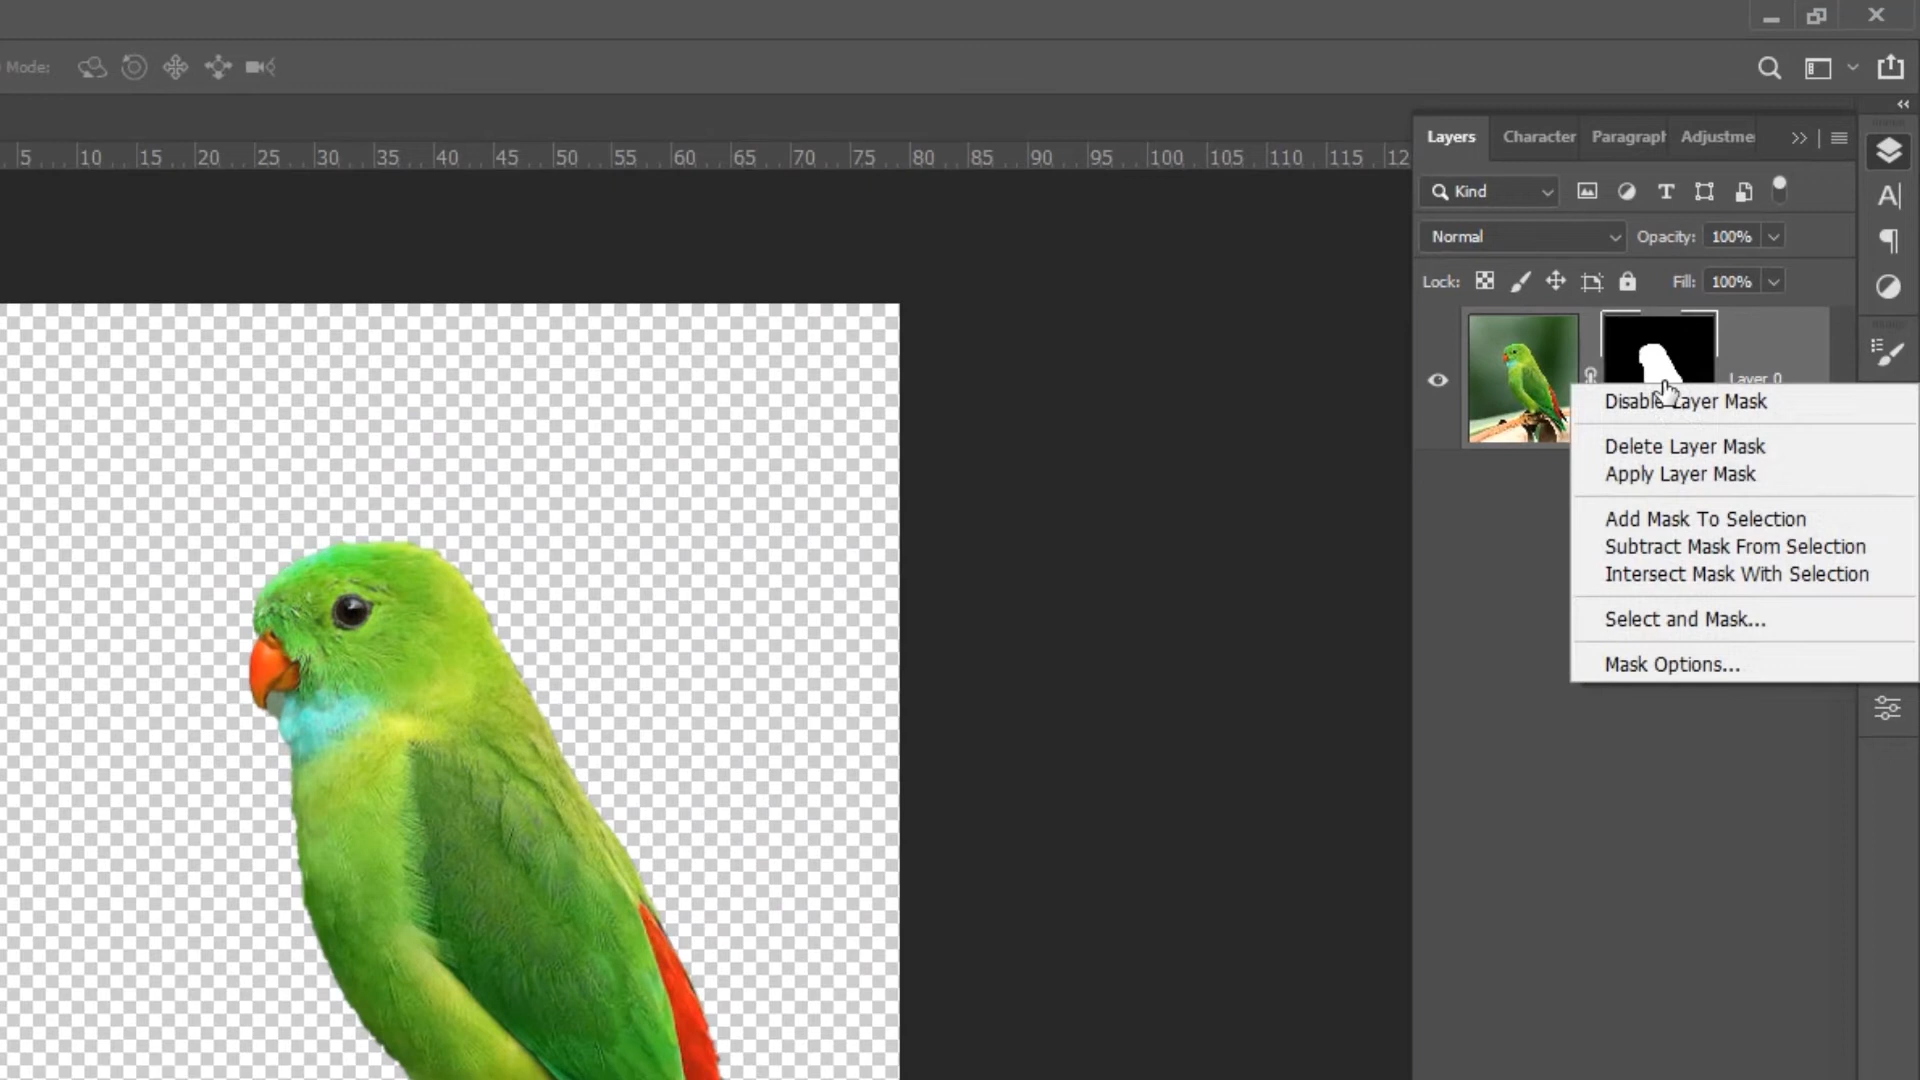 Mode:
5 10 15 20 25 30 35 40 45 50 55 60 65 70 75 80 85 90 95 100 105 110 115 12
Layers Character Paragraph Adjustme
Kind
Normal Opacity: 100%
Lock: Fill: 100%
Layer 0
Disable Layer Mask
Delete Layer Mask
Apply Layer Mask
Add Mask To Selection
Subtract Mask From Selection
Intersect Mask With Selection
Select and Mask...
Mask Options...